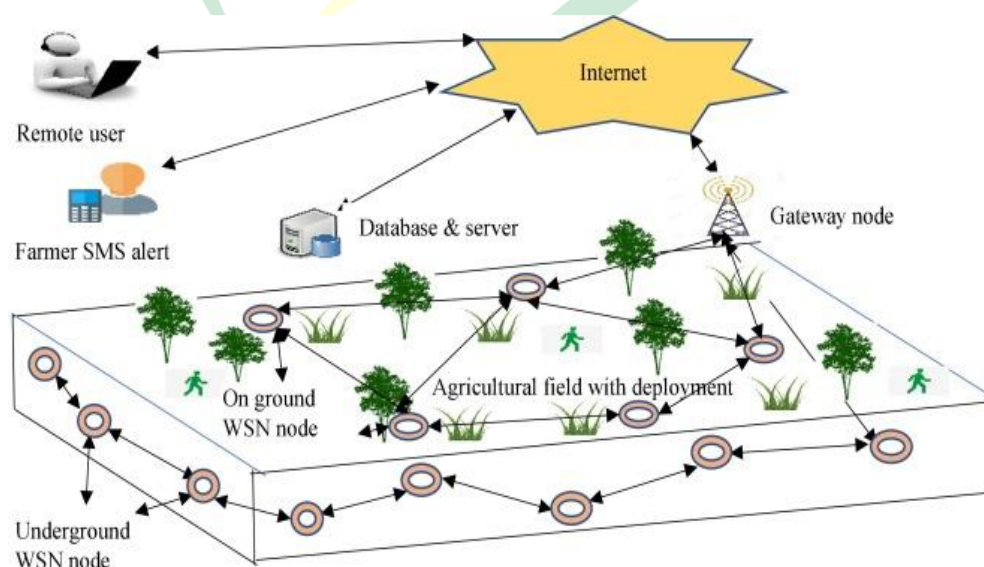 Internet
Remote user
Gateway node
Database & server
Farmer SMS alert
Agricultural field with deployment
On ground
WSN node
Underground
WSN node